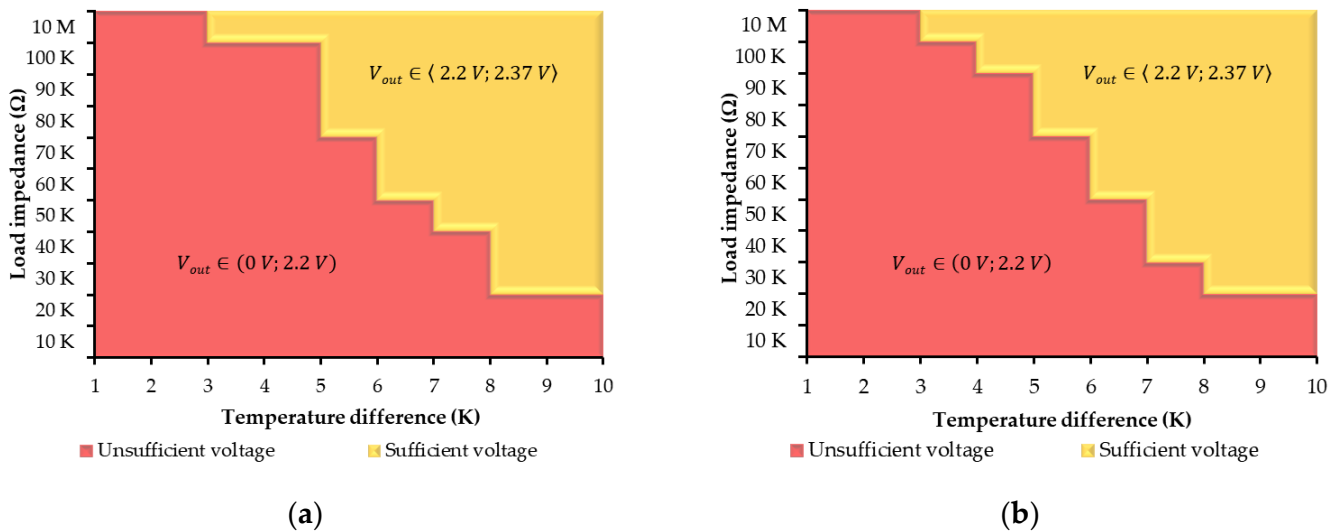 10 M
100 K
90 K
80 K
70 K
60 K
50 K
40 K
30 K
20 K
10 K
Load impedance (Ω)
V_out ∈ ⟨ 2.2 V; 2.37 V⟩
V_out ∈ (0 V; 2.2 V)
1 2 3 4 5 6 7 8 9 10
Temperature difference (K)
Unsufficient voltage Sufficient voltage
(a)
10 M
100 K
90 K
80 K
70 K
60 K
50 K
40 K
30 K
20 K
10 K
Load impedance (Ω)
V_out ∈ ⟨ 2.2 V; 2.37 V⟩
V_out ∈ (0 V; 2.2 V)
1 2 3 4 5 6 7 8 9 10
Temperature difference (K)
Unsufficient voltage Sufficient voltage
(b)